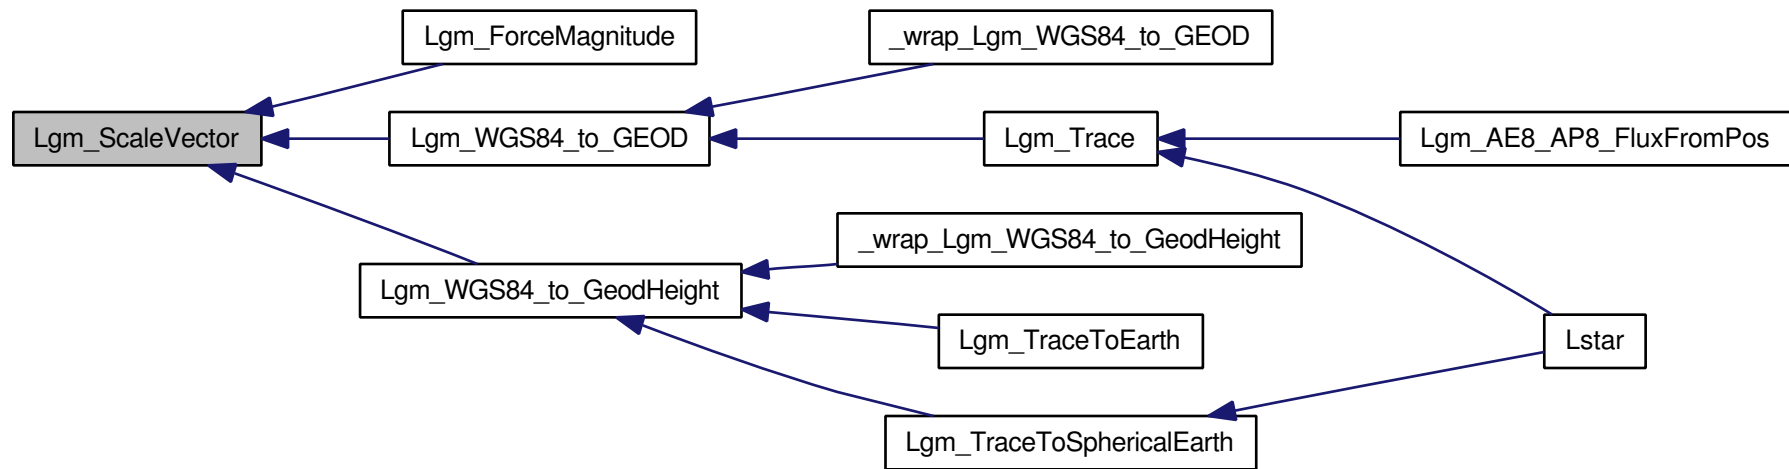 Lgm_ForceMagnitude
_wrap_Lgm_WGS84_to_GEOD
Lgm_ScaleVector
Lgm_WGS84_to_GEOD
Lgm_Trace
Lgm_AE8_AP8_FluxFromPos
_wrap_Lgm_WGS84_to_GeodHeight
Lgm_WGS84_to_GeodHeight
Lgm_TraceToEarth
Lstar
Lgm_TraceToSphericalEarth